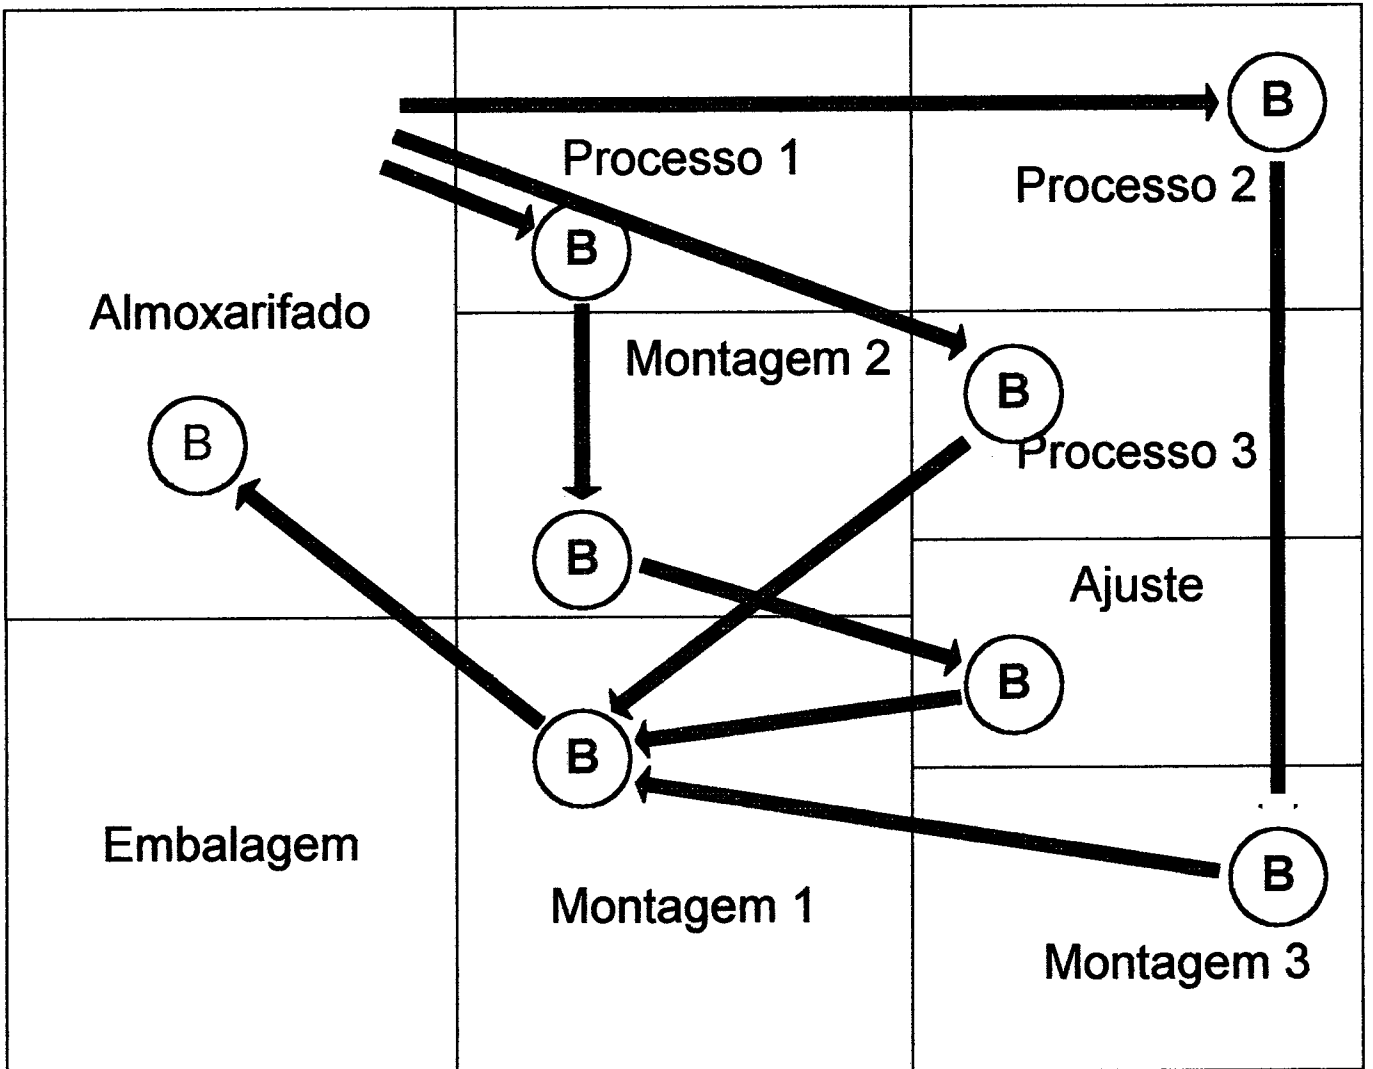 B
Processo 1
Processo 2
B
Almoxarifado
Montagem 2
B
B
Processo 3
B
Ajuste
B
B
Embalagem
B
Montagem 1
Montagem 3